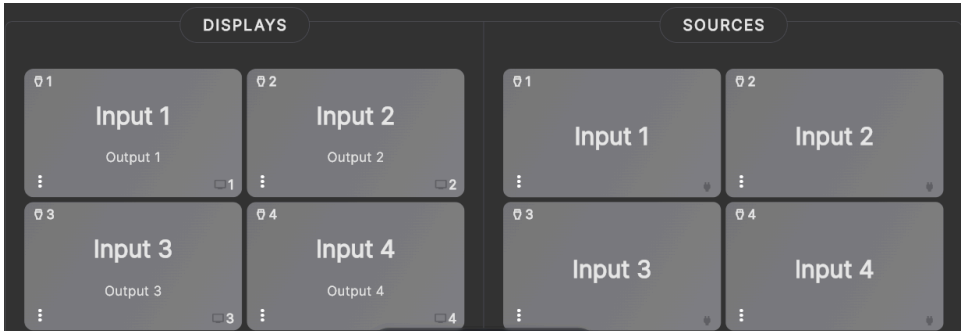 DISPLAYS
SOURCES
1
2
Input 1
Input 2
Output 1
Output 2
1
2
3
4
Input 3
Input 4
Output 3
Output 4
3
4
1
2
Input 1
Input 2
3
4
Input 3
Input 4